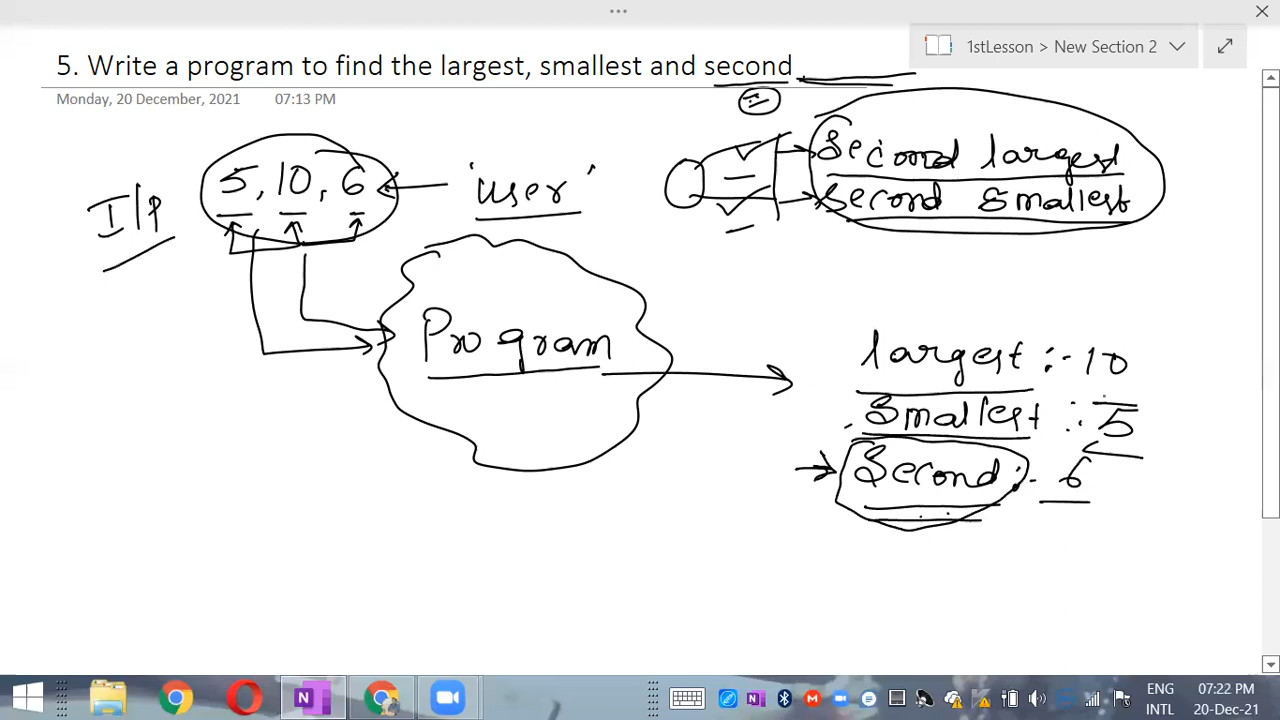 1stLesson > New Section 2
5. Write a program to find the largest, smallest and second
Monday, 20 December, 2021 07:13 PM
I/P
5, 10, 6
'user'
Second largest
Second Smallest
Program
largest :- 10
Smallest :- 5
Second :- 6
N
ENG
INTL
07:22 PM
20-Dec-21